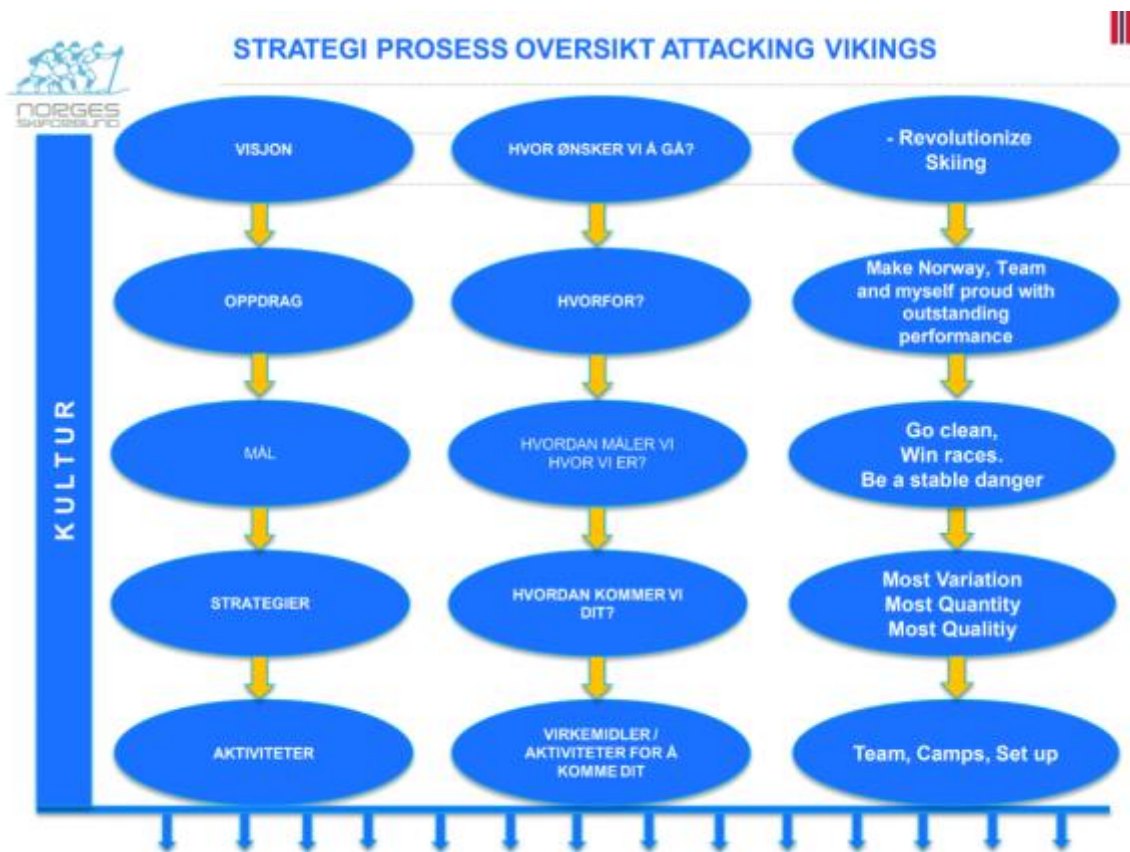 STRATEGI PROSESS OVERSIKT ATTACKING VIKINGS
NORGES
SKIFORBUND
KULTUR
VISJON
HVOR ØNSKER VI Å GÅ?
- Revolutionize
Skiing
OPPDRAG
HVORFOR?
Make Norway, Team
and myself proud with
outstanding
performance
MÅL
HVORDAN MÅLER VI
HVOR VI ER?
Go clean,
Win races.
Be a stable danger
STRATEGIER
HVORDAN KOMMER VI
DIT?
Most Variation
Most Quantity
Most Qualitiy
AKTIVITETER
VIRKEMIDLER /
AKTIVITETER FOR Å
KOMME DIT
Team, Camps, Set up